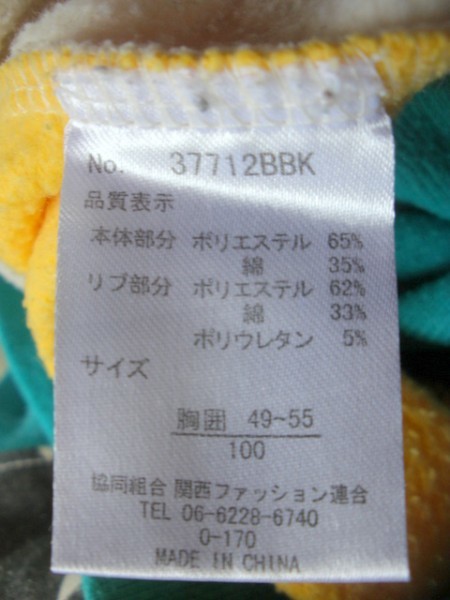 No. 37712BBK
品質表示
本体部分 ポリエステル 65%
綿 35%
リブ部分 ポリエステル 62%
綿 33%
ポリウレタン 5%
サイズ
胸囲 49~55
100
協同組合 関西ファッション連合
TEL 06-6228-6740
0-170
MADE IN CHINA